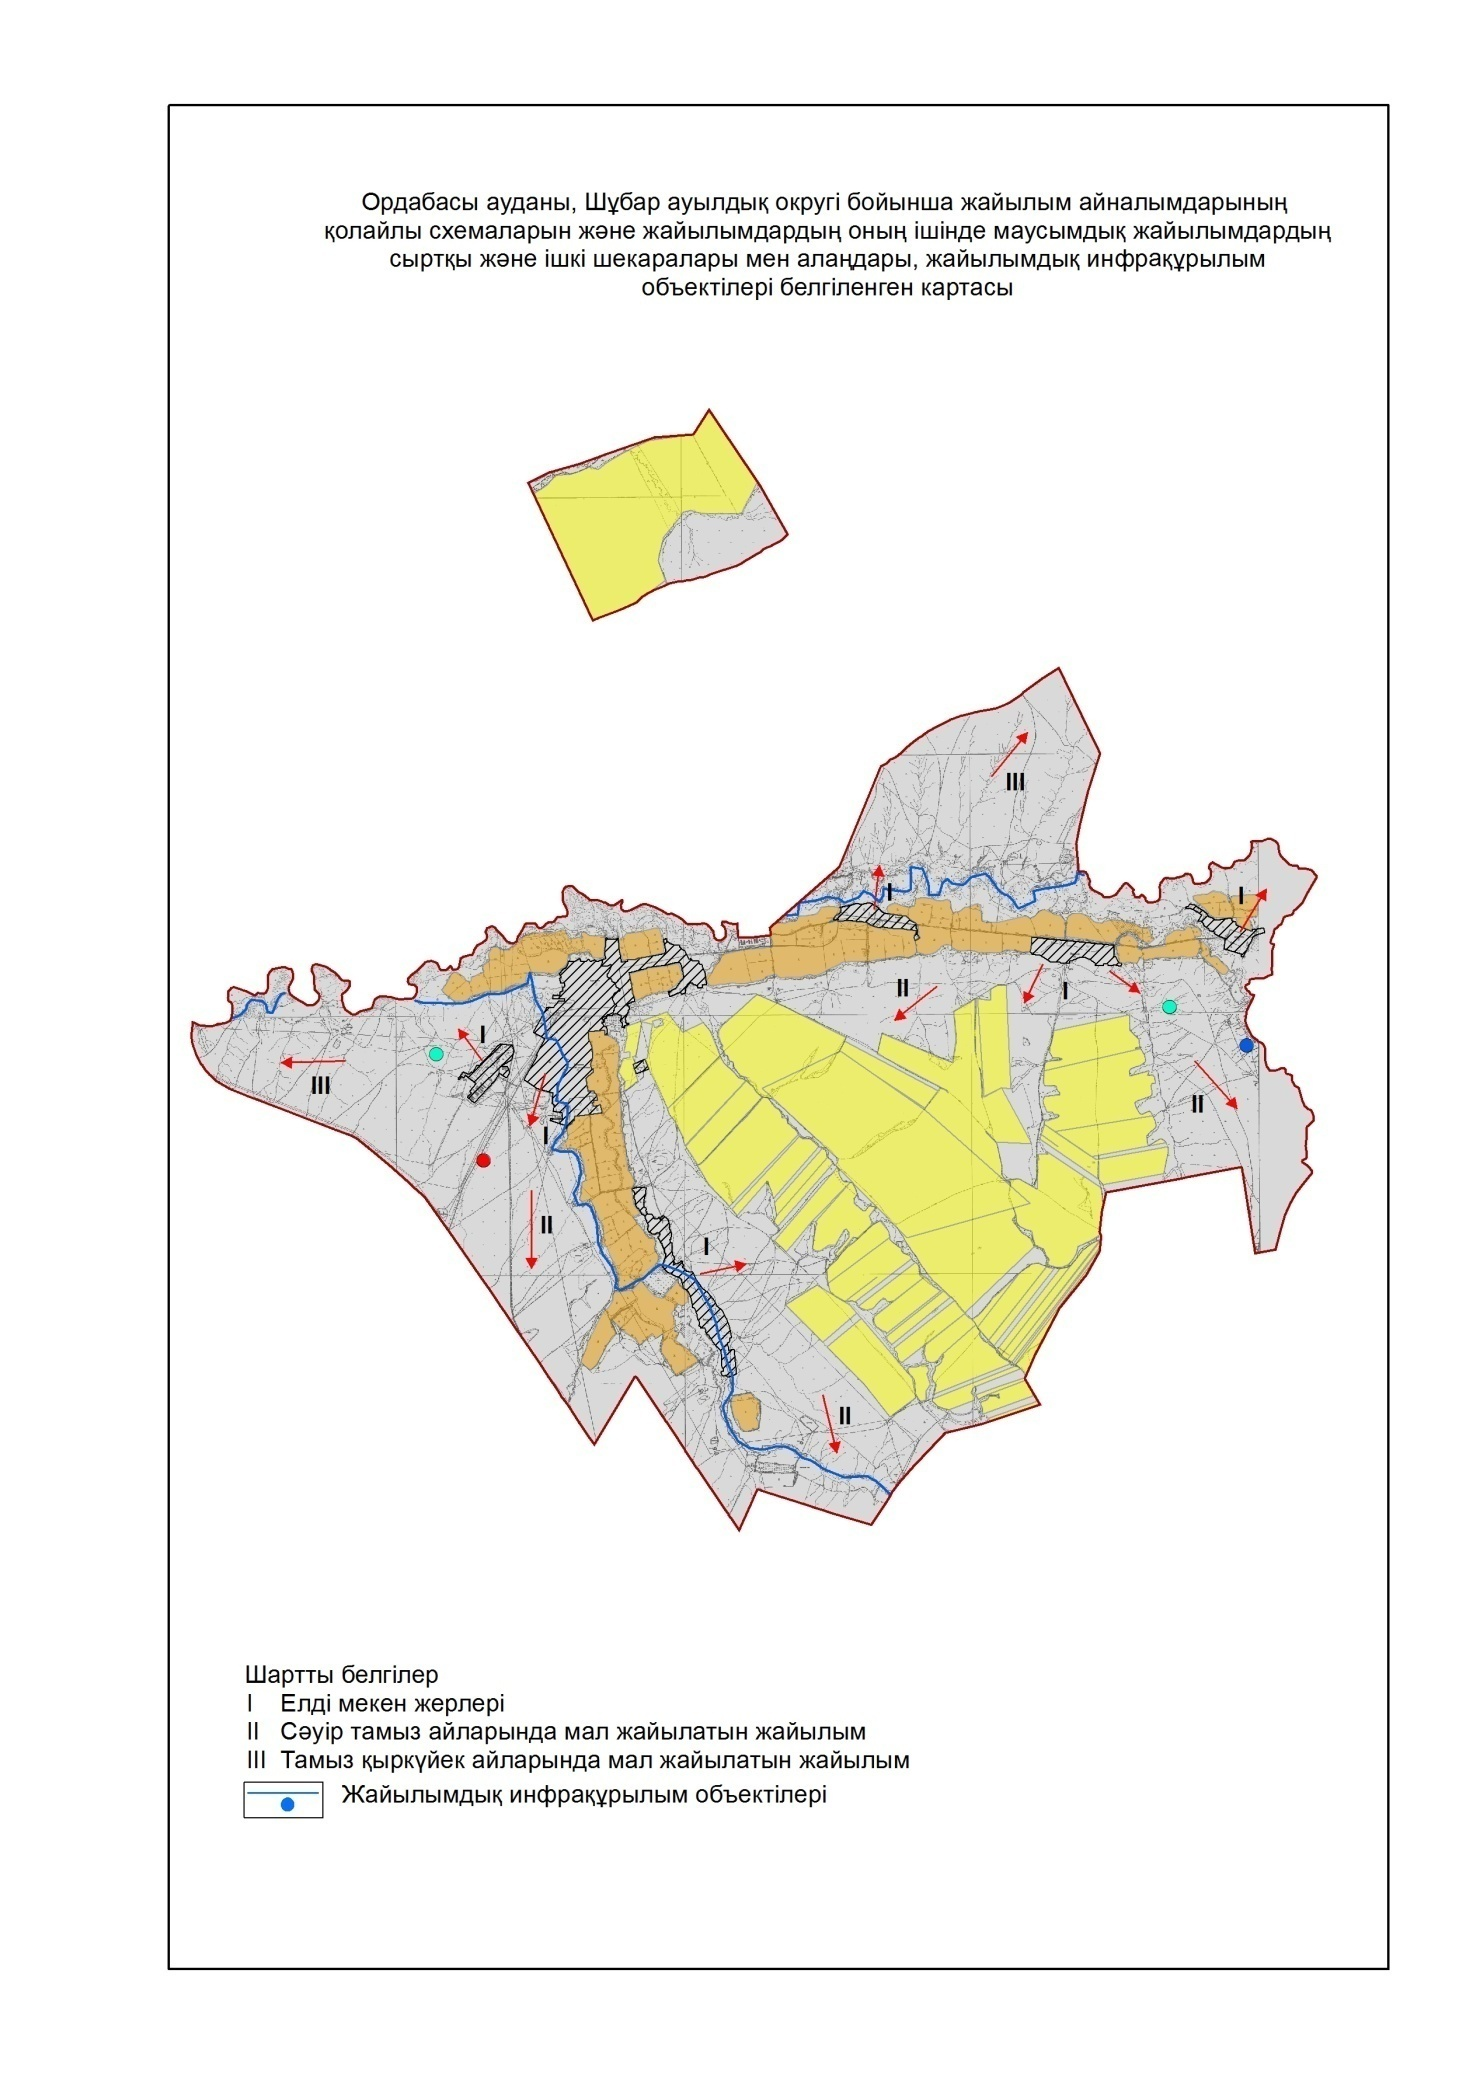 Ордабасы ауданы, Шұбар ауылдық округі бойынша жайылым айналымдарының
қолайлы схемаларын және жайылымдардың оның ішінде маусымдық жайылымдардың
сыртқы және ішкі шекаралары мен алаңдары, жайылымдық инфрақұрылым
объектілері белгіленген картасы
III
I
I
II
I
I
III
II
I
II
I
II
Шартты белгілер
I Елді мекен жерлері
II Сәуір тамыз айларында мал жайылатын жайылым
III Тамыз қыркүйек айларында мал жайылатын жайылым
Жайылымдық инфрақұрылым объектілері